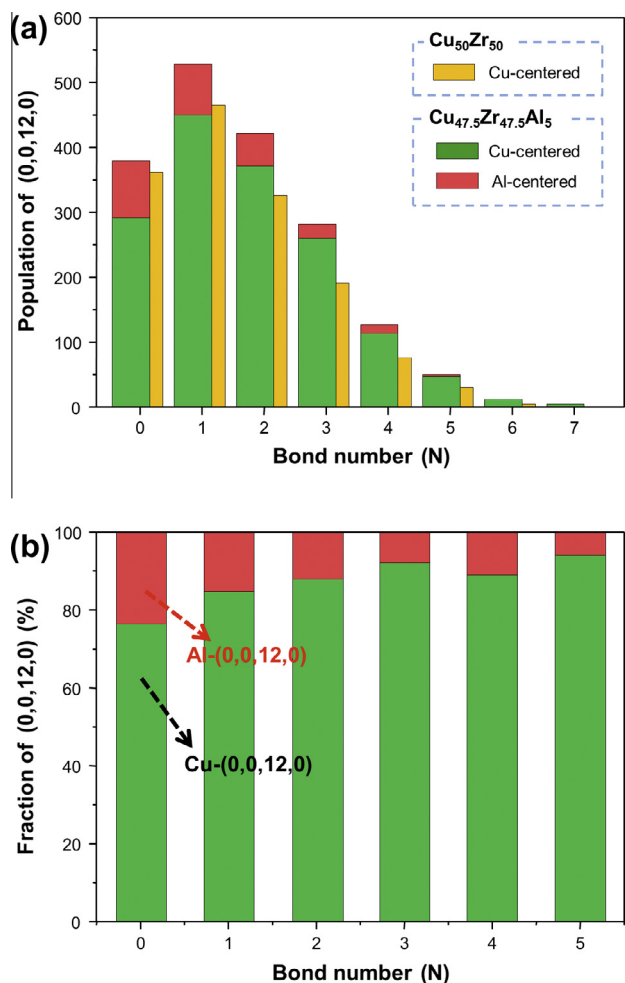 (a)
600
500
400
300
200
100
0
Population of (0,0,12,0)
Cu50Zr50
Cu-centered
Cu47.5Zr47.5Al5
Cu-centered
Al-centered
0 1 2 3 4 5 6 7
Bond number (N)
(b)
100
80
60
40
20
0
Fraction of (0,0,12,0) (%)
Al-(0,0,12,0)
Cu-(0,0,12,0)
0 1 2 3 4 5
Bond number (N)